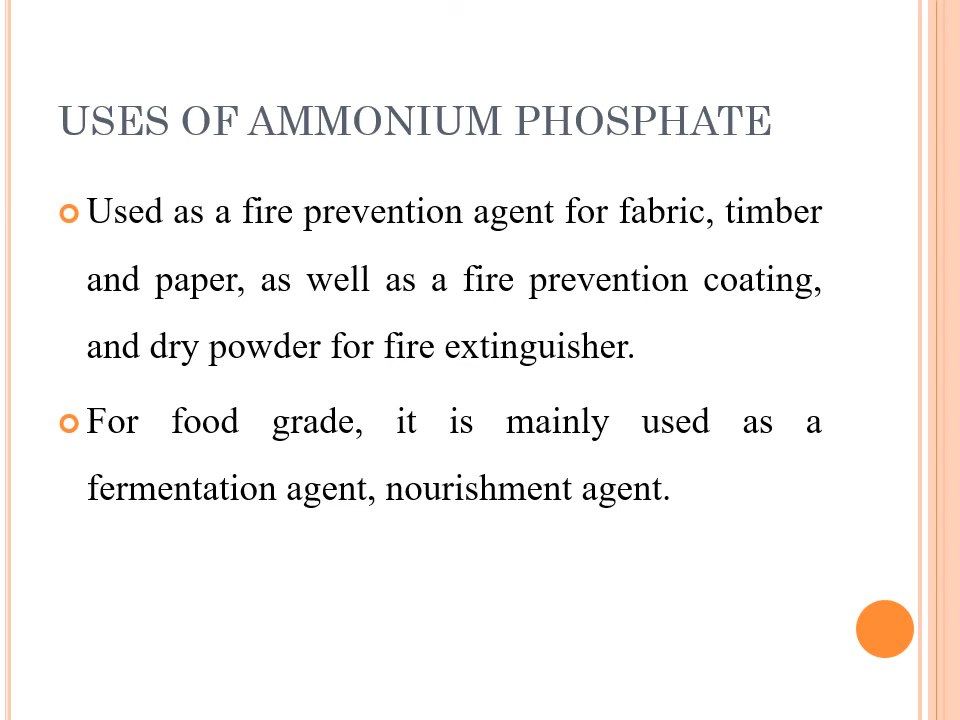 USES OF AMMONIUM PHOSPHATE
Used as a fire prevention agent for fabric, timber
and paper, as well as a fire prevention coating,
and dry powder for fire extinguisher.
For food grade, it is mainly used as a
fermentation agent, nourishment agent.